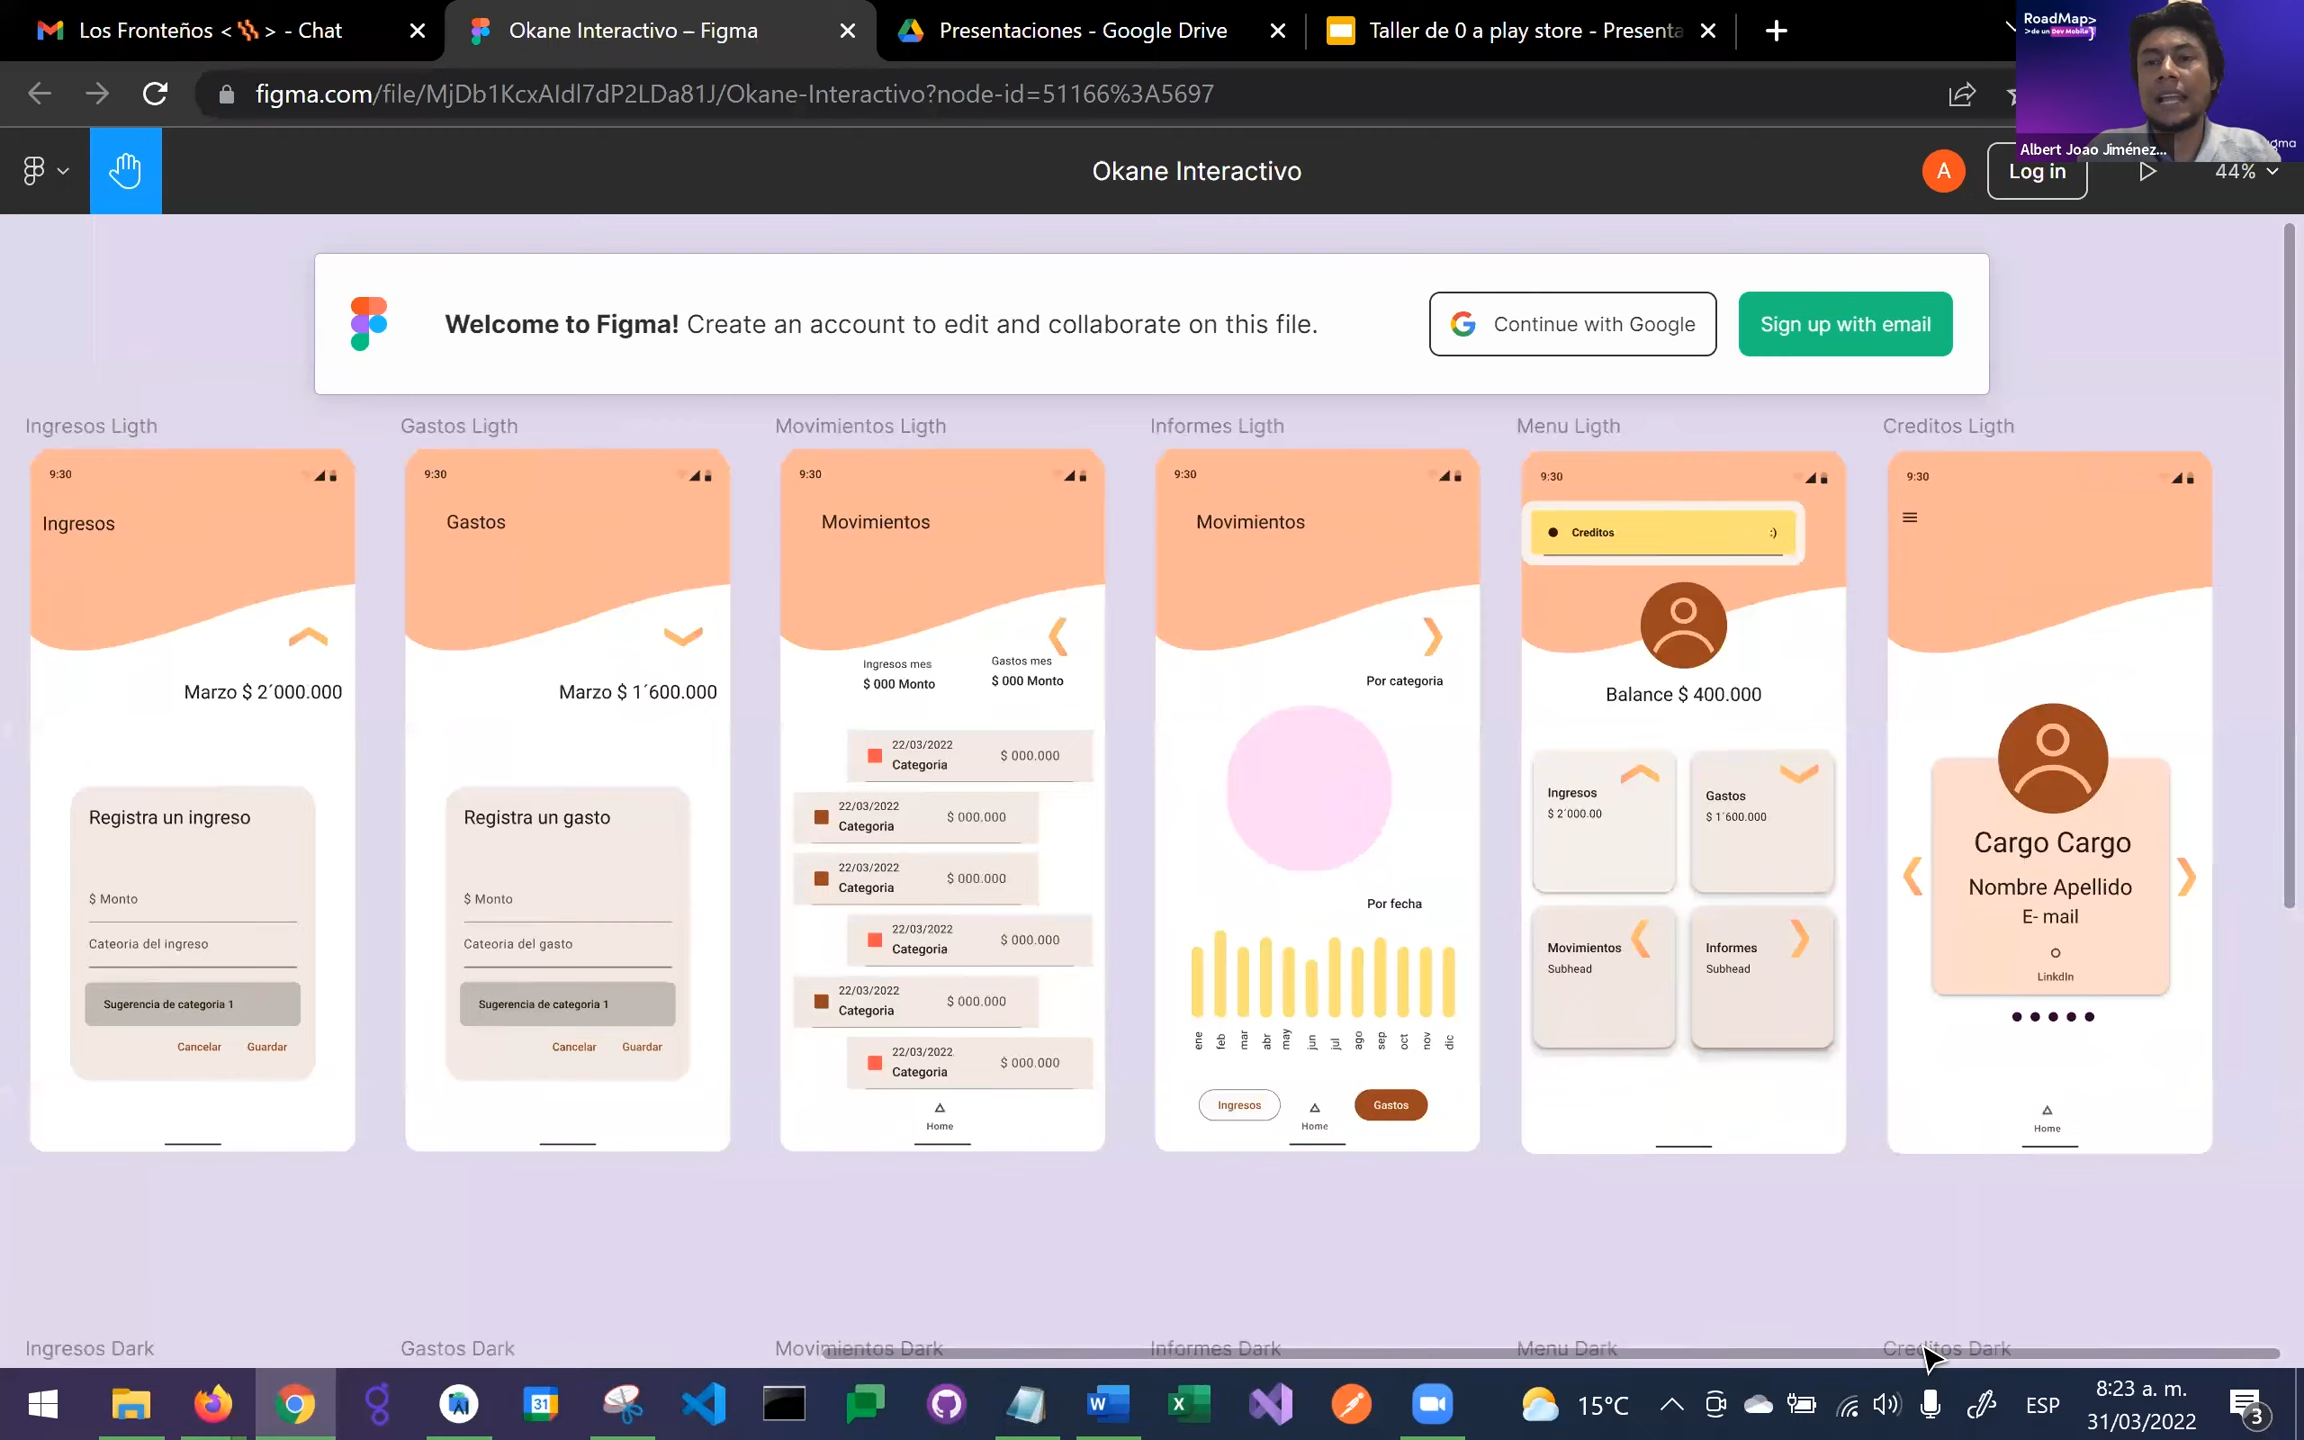 Los Fronteños < > - Chat
Okane Interactivo – Figma
Presentaciones - Google Drive
Taller de 0 a play store - Presenta
figma.com/file/MjDb1KcxAIdl7dP2LDa81J/Okane-Interactivo?node-id=51166%3A5697
RoadMap>
>de un Dev Mobile}
Albert Joao Jiménez...
Okane Interactivo
A
Log in
44%
Welcome to Figma! Create an account to edit and collaborate on this file.
Continue with Google
Sign up with email
Ingresos Ligth
9:30
Ingresos
Marzo $ 2´000.000
Registra un ingreso
$ Monto
Cateoria del ingreso
Sugerencia de categoria 1
Cancelar Guardar
Gastos Ligth
9:30
Gastos
Marzo $ 1´600.000
Registra un gasto
$ Monto
Cateoria del gasto
Sugerencia de categoria 1
Cancelar Guardar
Movimientos Ligth
9:30
Movimientos
Ingresos mes Gastos mes
$ 000 Monto $ 000 Monto
22/03/2022
Categoria $ 000.000
22/03/2022
Categoria $ 000.000
22/03/2022
Categoria $ 000.000
22/03/2022
Categoria $ 000.000
22/03/2022
Categoria $ 000.000
22/03/2022
Categoria $ 000.000
Home
Informes Ligth
9:30
Movimientos
Por categoria
Por fecha
ene feb mar abr may jun jul ago sep oct nov dic
Ingresos Home Gastos
Menu Ligth
9:30
Creditos :)
Balance $ 400.000
Ingresos
$ 2´000.00
Gastos
$ 1´600.000
Movimientos
Subhead
Informes
Subhead
Creditos Ligth
9:30
Cargo Cargo
Nombre Apellido
E- mail
LinkdIn
Home
Ingresos Dark
Gastos Dark
Movimientos Dark
Informes Dark
Menu Dark
Creditos Dark
31
15°C
ESP
8:23 a. m.
31/03/2022
3